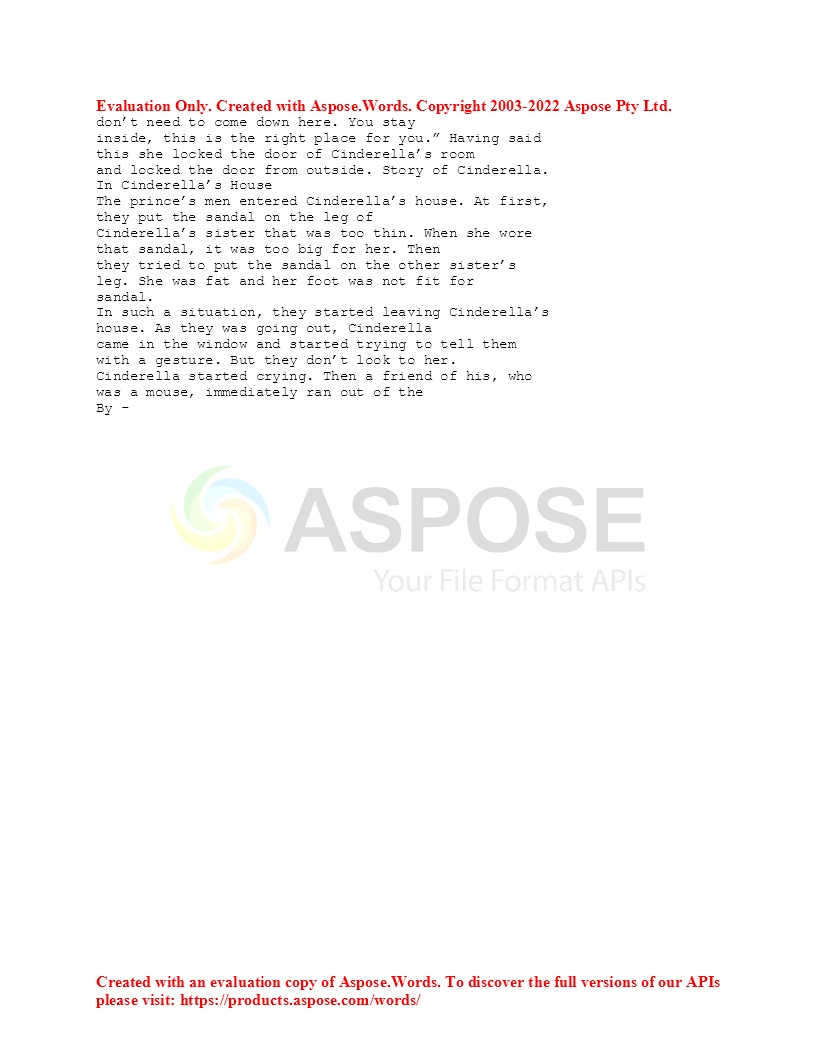 Evaluation Only. Created with Aspose.Words. Copyright 2003-2022 Aspose Pty Ltd.
don’t need to come down here. You stay
inside, this is the right place for you.” Having said
this she locked the door of Cinderella’s room
and locked the door from outside. Story of Cinderella.
In Cinderella’s House
The prince’s men entered Cinderella’s house. At first,
they put the sandal on the leg of
Cinderella’s sister that was too thin. When she wore
that sandal, it was too big for her. Then
they tried to put the sandal on the other sister’s
leg. She was fat and her foot was not fit for
sandal.
In such a situation, they started leaving Cinderella’s
house. As they was going out, Cinderella
came in the window and started trying to tell them
with a gesture. But they don’t look to her.
Cinderella started crying. Then a friend of his, who
was a mouse, immediately ran out of the
By -
ASPOSE
Your File Format APIs
Created with an evaluation copy of Aspose.Words. To discover the full versions of our APIs
please visit: https://products.aspose.com/words/